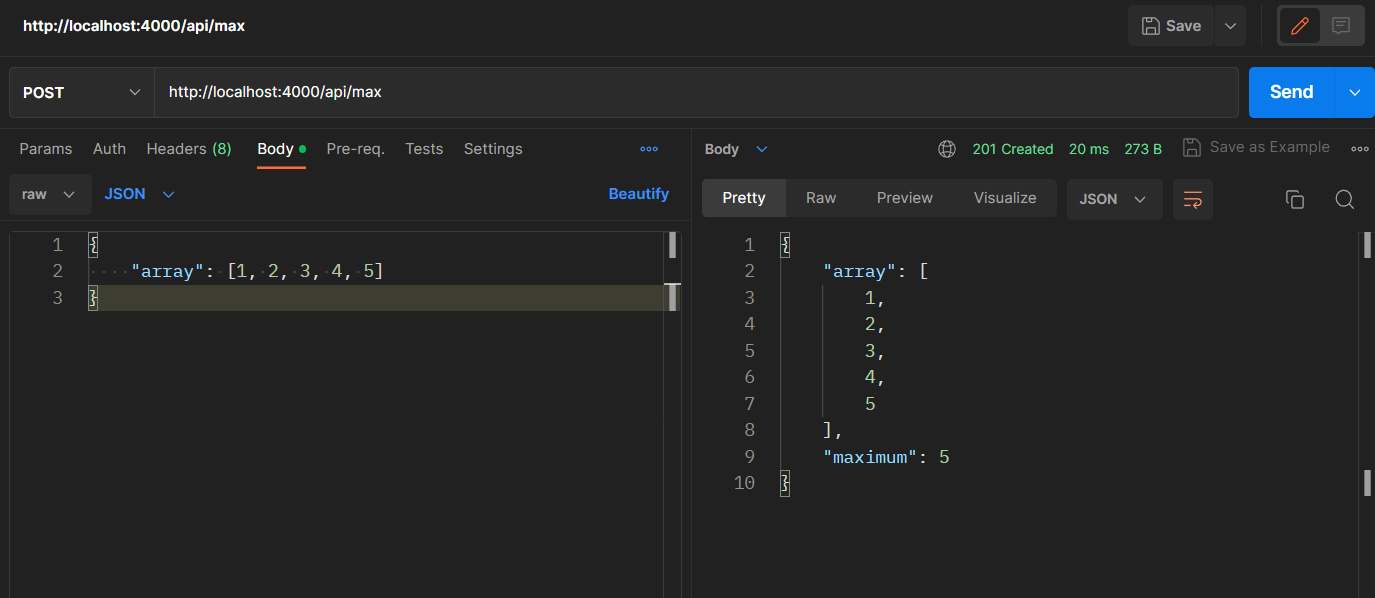 http://localhost:4000/api/max
Save
POST
http://localhost:4000/api/max
Send
Params Auth Headers (8) Body Pre-req. Tests Settings
raw JSON Beautify
1 {
2 "array": [1, 2, 3, 4, 5]
3 }
Body 201 Created 20 ms 273 B Save as Example
Pretty Raw Preview Visualize JSON
1 {
2 "array": [
3 1,
4 2,
5 3,
6 4,
7 5
8 ],
9 "maximum": 5
10 }